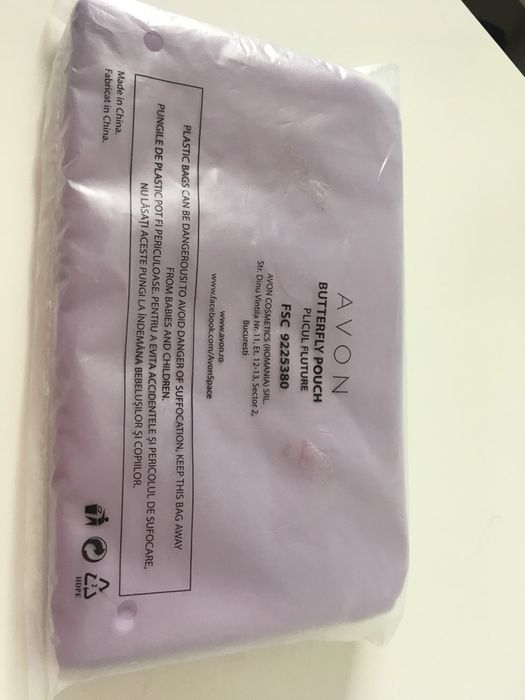 AVON
BUTTERFLY POUCH
PLICUL FLUTURE
FSC 9225380
AVON COSMETICS (ROMANIA) SRL.
Str. Dinu Vintila Nr. 11, Et. 12-13, Sector 2,
Bucuresti
www.avon.ro
www.facebook.com/AvonSpace
PLASTIC BAGS CAN BE DANGEROUS! TO AVOID DANGER OF SUFFOCATION, KEEP THIS BAG AWAY
FROM BABIES AND CHILDREN.
PUNGILE DE PLASTIC POT FI PERICULOASE. PENTRU A EVITA ACCIDENTELE ȘI PERICOLUL DE SUFOCARE,
NU LĂSAȚI ACESTE PUNGI LA ÎNDEMÂNA BEBELUȘILOR ȘI COPIILOR.
Made in China.
Fabricat in China.
HDPE